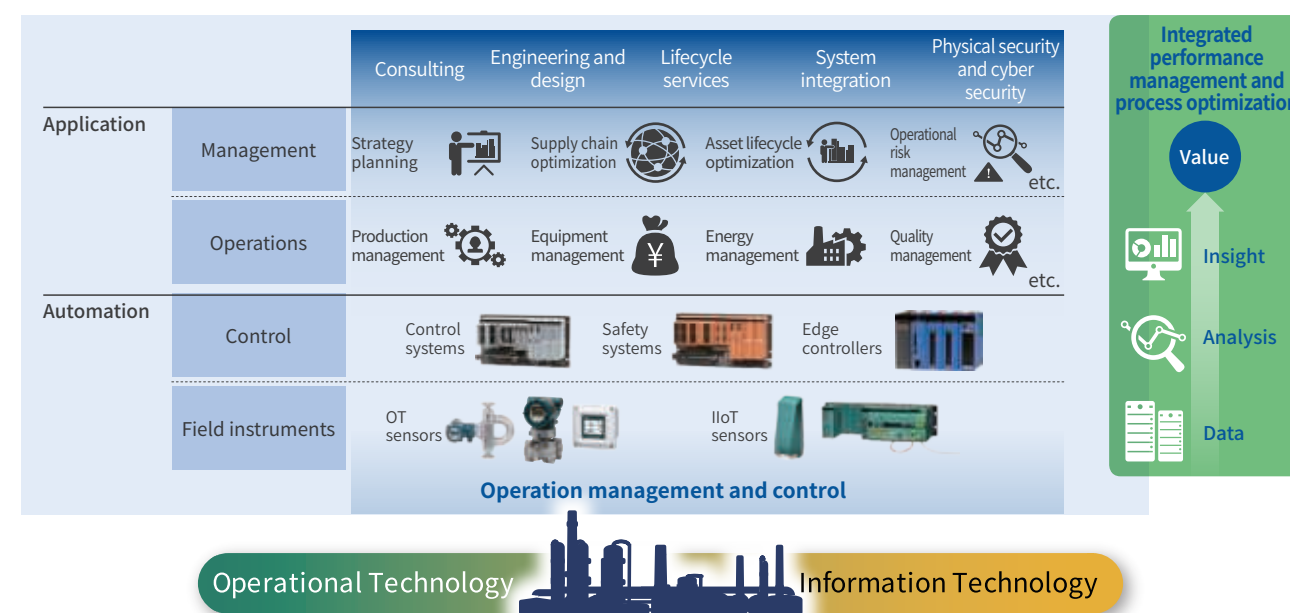 Consulting
Engineering and
design
Lifecycle
services
System
integration
Physical security
and cyber
security
Integrated
performance
management and
process optimization
Application
Management
Strategy
planning
Supply chain
optimization
Asset lifecycle
optimization
Operational
risk
management
etc.
Value
Operations
Production
management
Equipment
management
¥
Energy
management
Quality
management
etc.
Insight
Automation
Control
Control
systems
Safety
systems
Edge
controllers
Analysis
Field instruments
OT
sensors
IIoT
sensors
Data
Operation management and control
Operational Technology
Information Technology